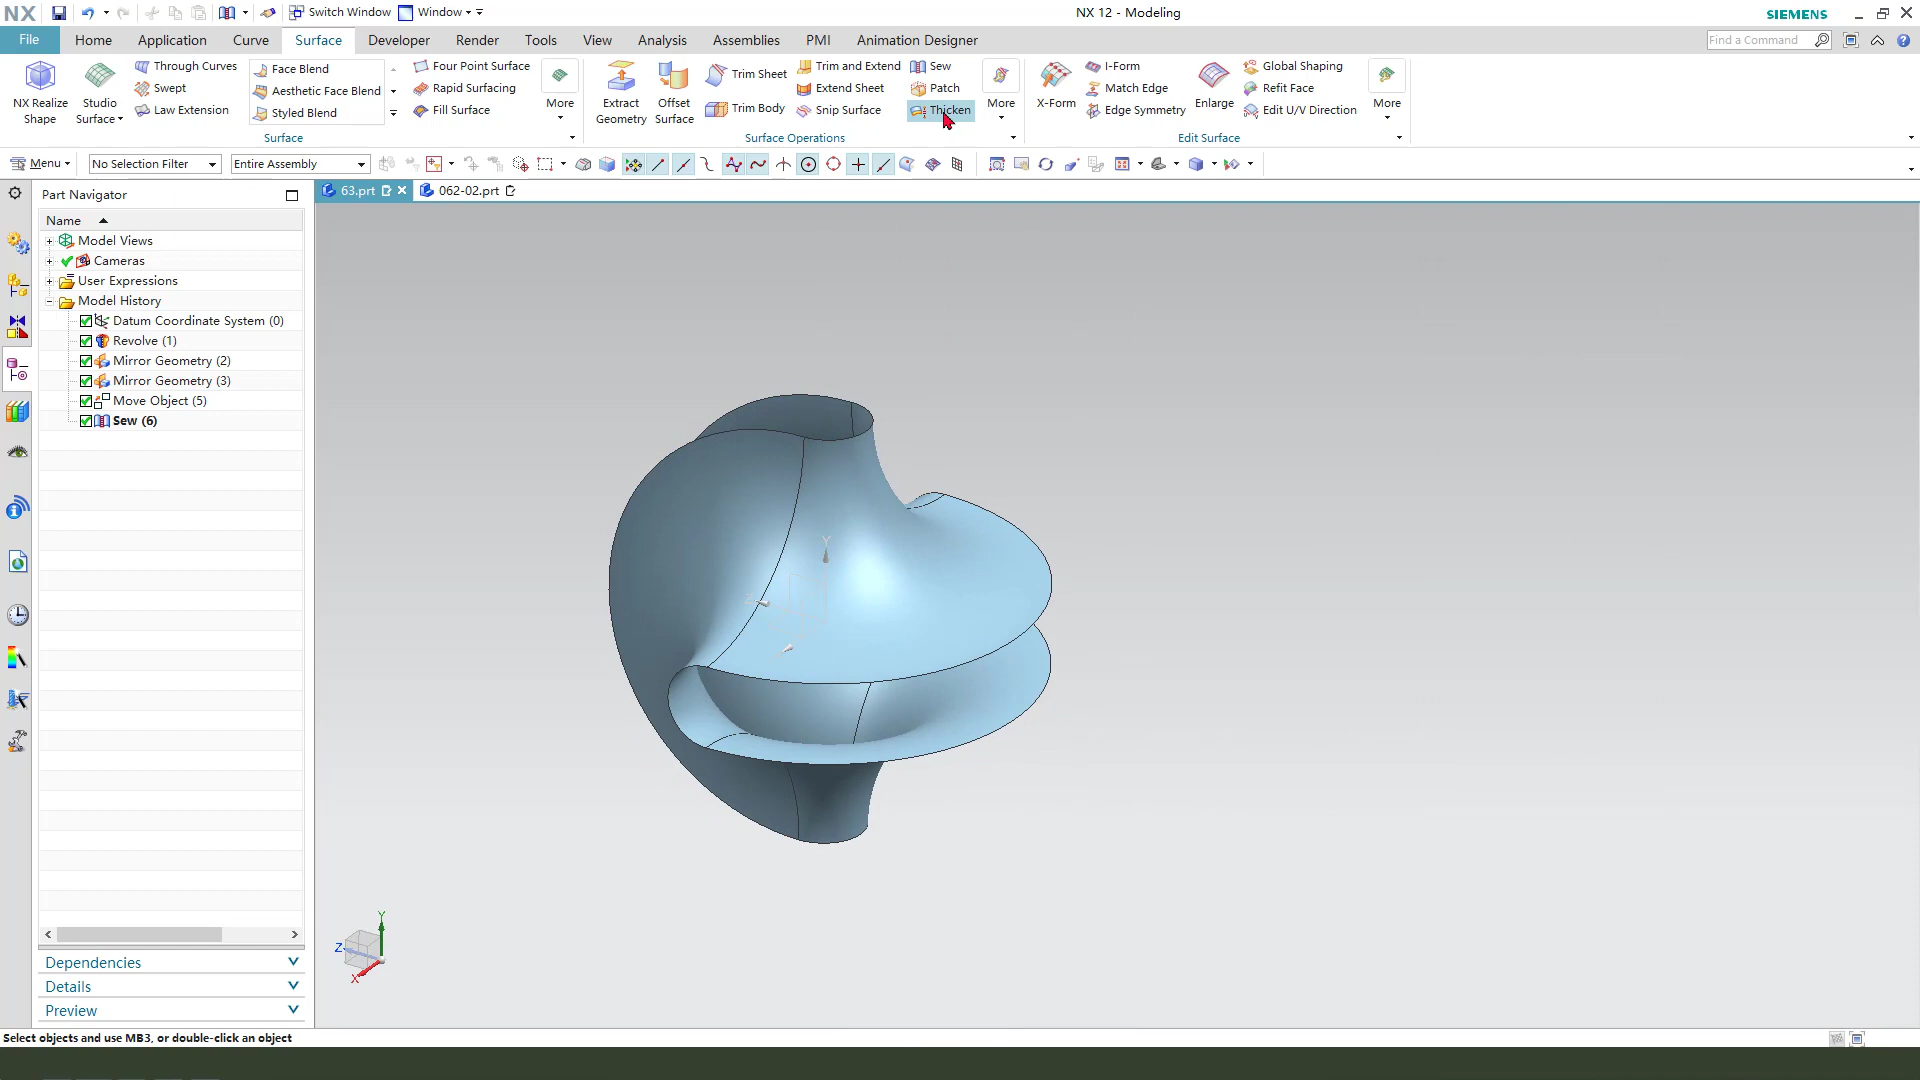 NX Switch Window Window NX 12 - Modeling SIEMENS
File Home Application Curve Surface Developer Render Tools View Analysis Assemblies PMI Animation Designer Find a Command
NX Realize Shape
Studio Surface
Through Curves
Swept
Law Extension
Face Blend
Aesthetic Face Blend
Styled Blend
Four Point Surface
Rapid Surfacing
Fill Surface
More
Surface
Extract Geometry
Offset Surface
Trim Sheet
Trim Body
Trim and Extend
Extend Sheet
Snip Surface
Sew
Patch
Thicken
More
Surface Operations
X-Form
I-Form
Match Edge
Edge Symmetry
Enlarge
Global Shaping
Refit Face
Edit U/V Direction
More
Edit Surface
Menu No Selection Filter Entire Assembly
Part Navigator
63.prt 062-02.prt
Name
Model Views
Cameras
User Expressions
Model History
Datum Coordinate System (0)
Revolve (1)
Mirror Geometry (2)
Mirror Geometry (3)
Move Object (5)
Sew (6)
Y
Y
Z
X
Dependencies
Details
Preview
Select objects and use MB3, or double-click an object